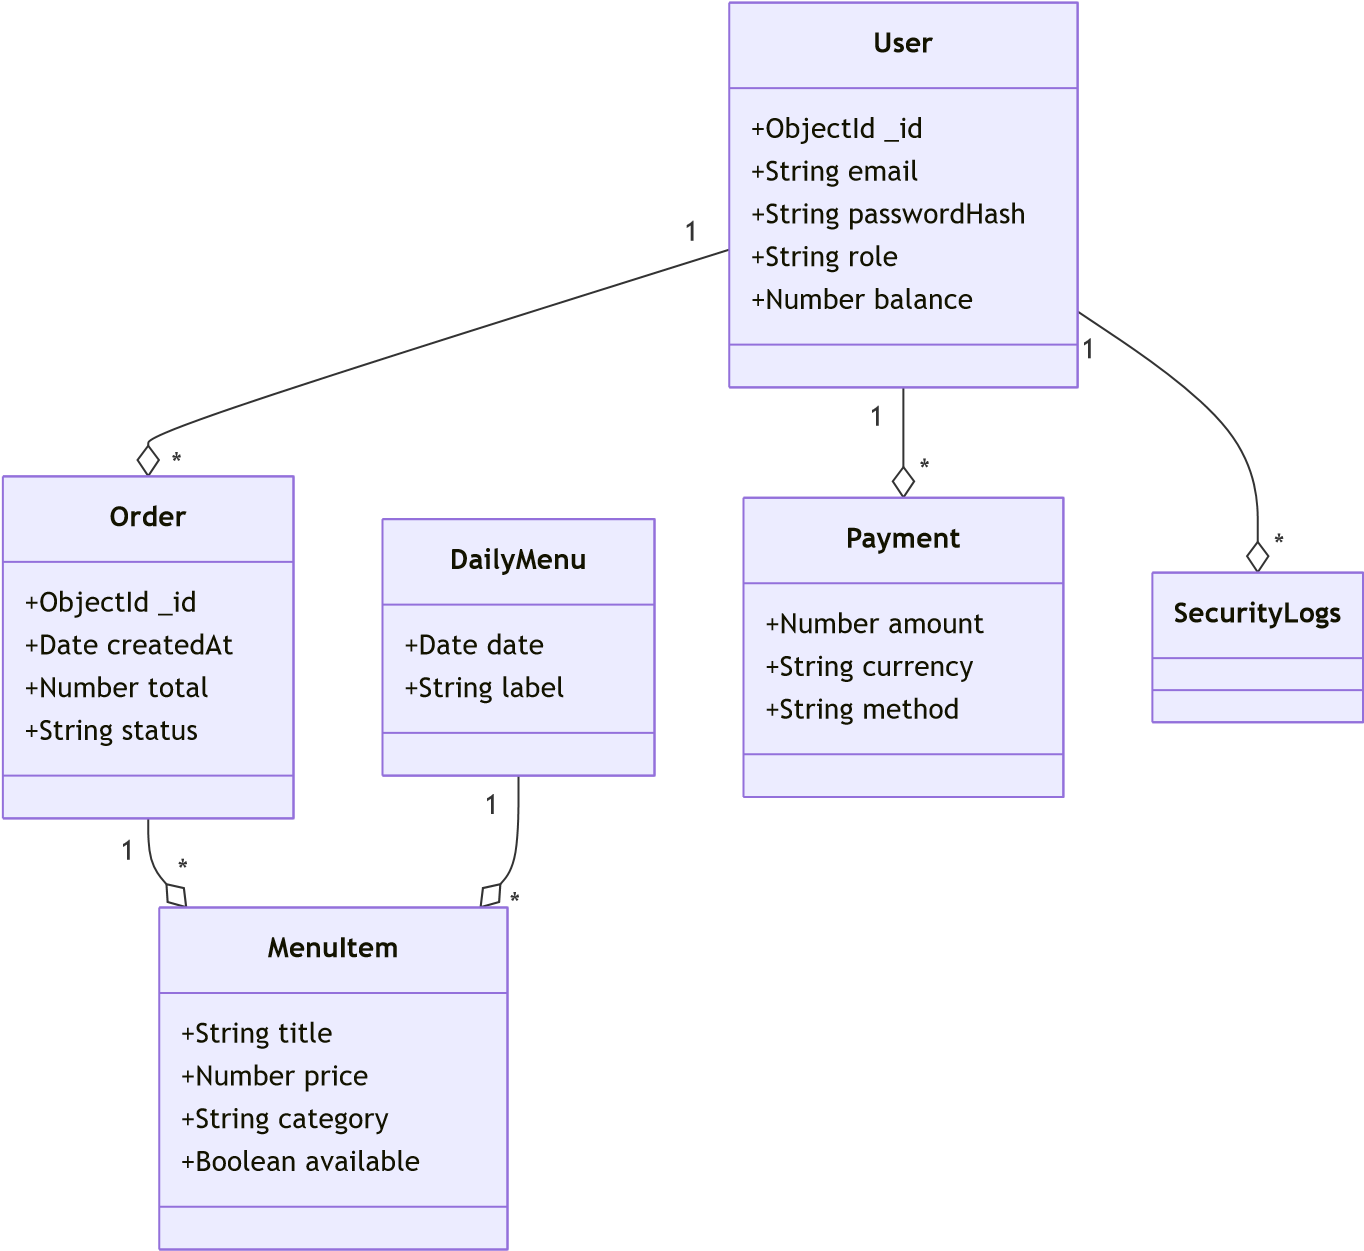 User
+ObjectId _id
+String email
+String passwordHash
+String role
+Number balance
1
1
1
*
*
*
Order
+ObjectId _id
+Date createdAt
+Number total
+String status
DailyMenu
+Date date
+String label
Payment
+Number amount
+String currency
+String method
SecurityLogs
1
*
1
*
MenuItem
+String title
+Number price
+String category
+Boolean available